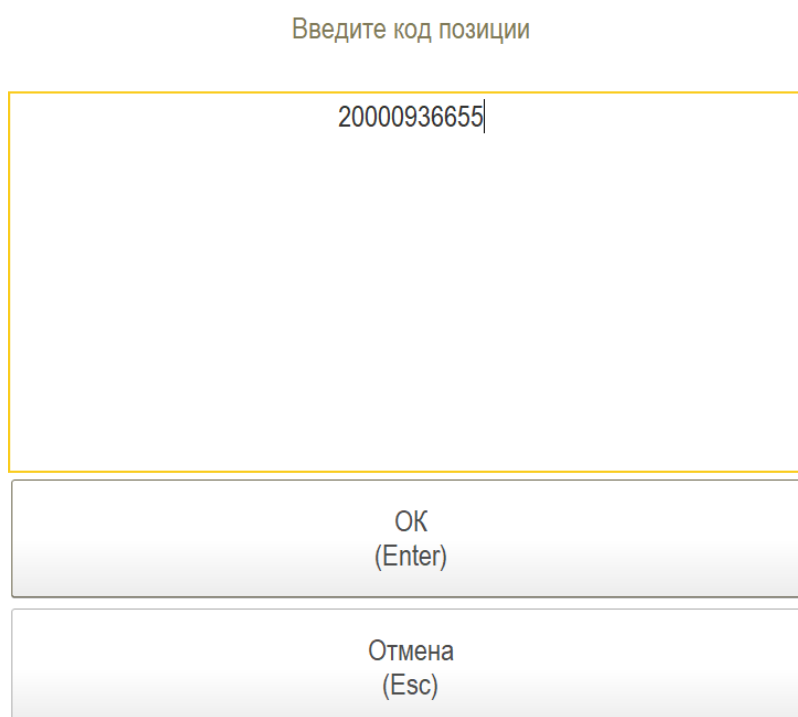 Введите код позиции
20000936655
ОК
(Enter)
Отмена
(Esc)